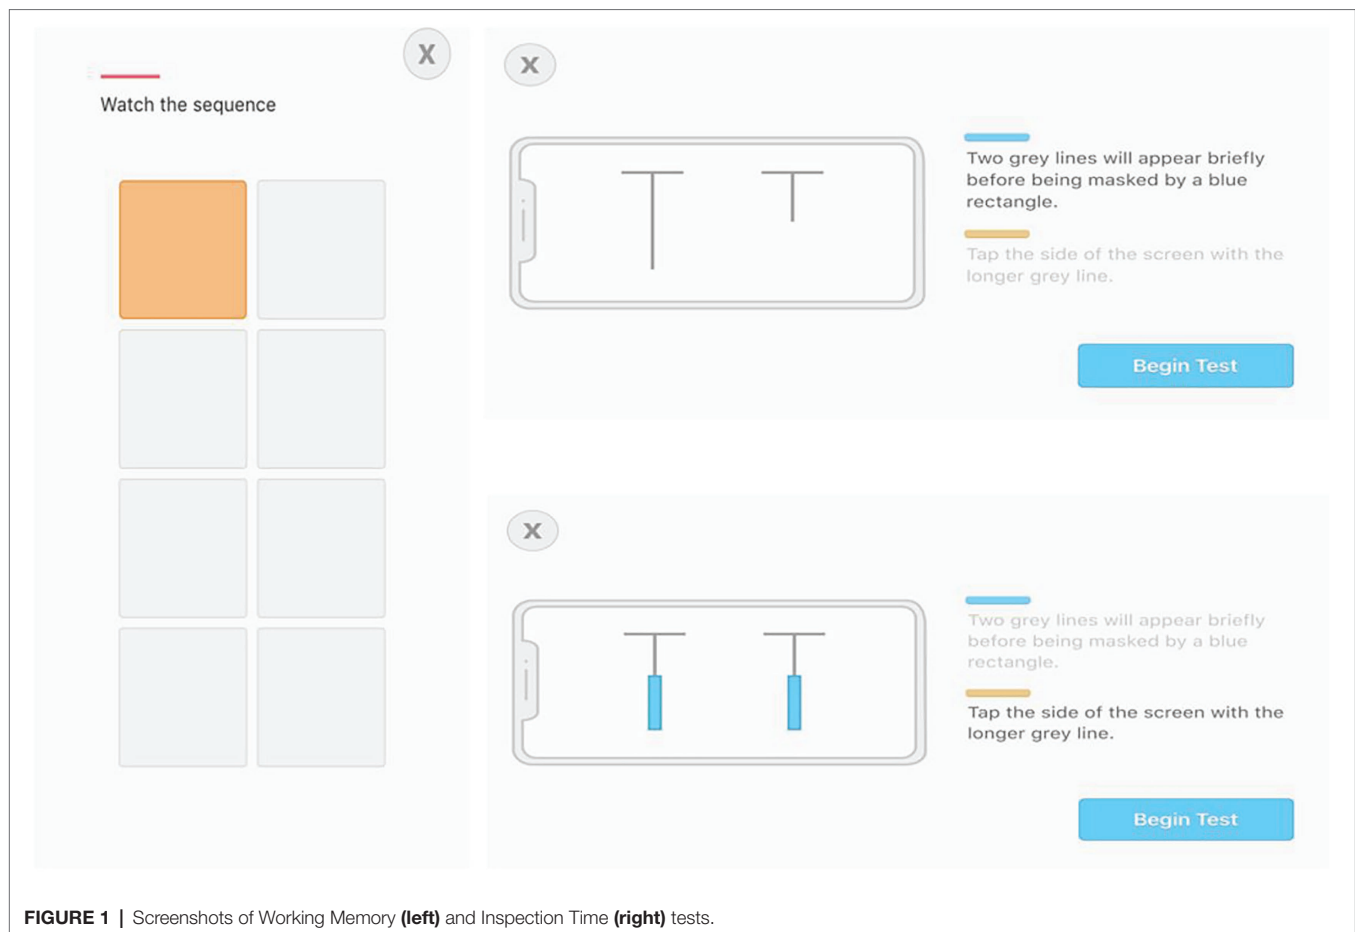 X
Watch the sequence
X
Two grey lines will appear briefly
before being masked by a blue
rectangle.
Tap the side of the screen with the
longer grey line.
Begin Test
X
Two grey lines will appear briefly
before being masked by a blue
rectangle.
Tap the side of the screen with the
longer grey line.
Begin Test
FIGURE 1 | Screenshots of Working Memory (left) and Inspection Time (right) tests.